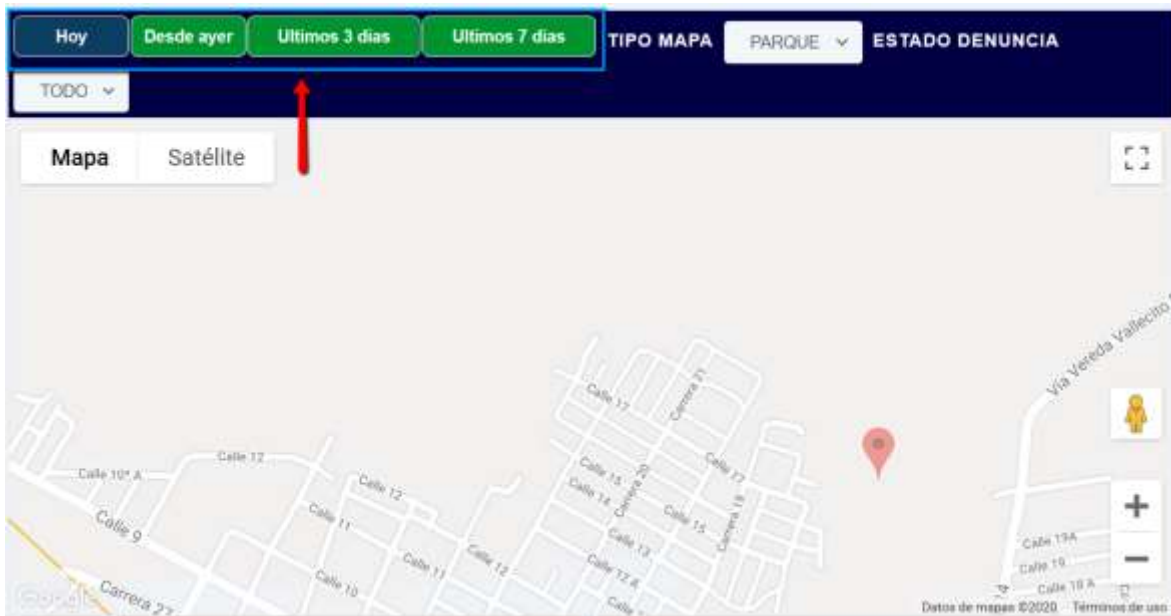 Hoy
Desde ayer
Ultimos 3 dias
Ultimos 7 dias
TIPO MAPA
PARQUE
ESTADO DENUNCIA
TODO
Mapa
Satélite
Vía Vereda Vallecito
Calle 17
Carrera 21
Calle 12
Calle 10ª A
Calle 12
Calle 15
Calle 17
Calle 14
Carrera 20
Carrera 18
Calle 11
Calle 9
Calle 15
Calle 13
Calle 12
Calle 11
Calle 12 A
Calle 10
Carrera 27
Calle 19A
Calle 19
Calle 18 A
14
Google
Datos de mapas ©2020
Términos de uso